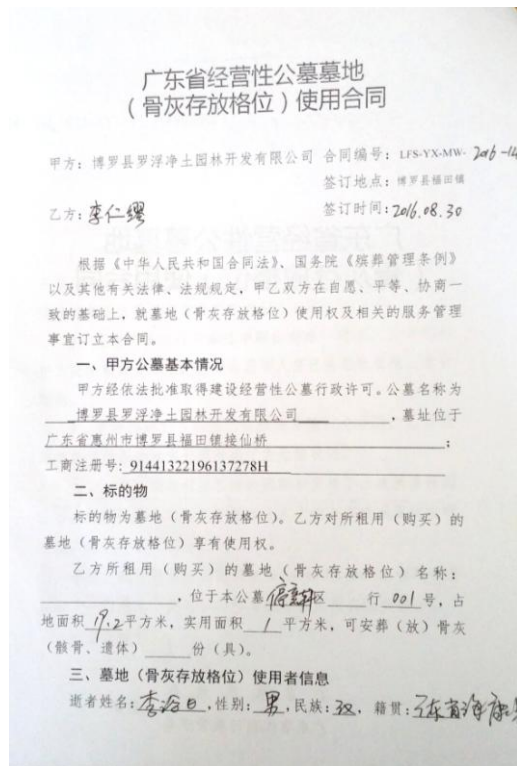 广东省经营性公墓墓地
（骨灰存放格位）使用合同
甲方：博罗县罗浮净土园林开发有限公司 合同编号：LFS-YX-MW-2016-14
签订地点：博罗县福田镇
乙方：李仁缪 签订时间：2016.08.30
根据《中华人民共和国合同法》、国务院《殡葬管理条例》
以及其他有关法律、法规规定，甲乙双方在自愿、平等、协商一
致的基础上，就墓地（骨灰存放格位）使用权及相关的服务管理
事宜订立本合同。
一、甲方公墓基本情况
甲方经依法批准取得建设经营性公墓行政许可。公墓名称为
博罗县罗浮净土园林开发有限公司，墓址位于
广东省惠州市博罗县福田镇接仙桥；
工商注册号：91441322196137278H
二、标的物
标的物为墓地（骨灰存放格位）。乙方对所租用（购买）的
墓地（骨灰存放格位）享有使用权。
乙方所租用（购买）的墓地（骨灰存放格位）名称：
，位于本公墓 区 行 001 号，占
地面积 19.2 平方米，实用面积 1 平方米，可安葬（放）骨灰
（骸骨、遗体） 份（具）。
三、墓地（骨灰存放格位）使用者信息
逝者姓名：李 日，性别：男，民族：汉，籍贯：广东省 康